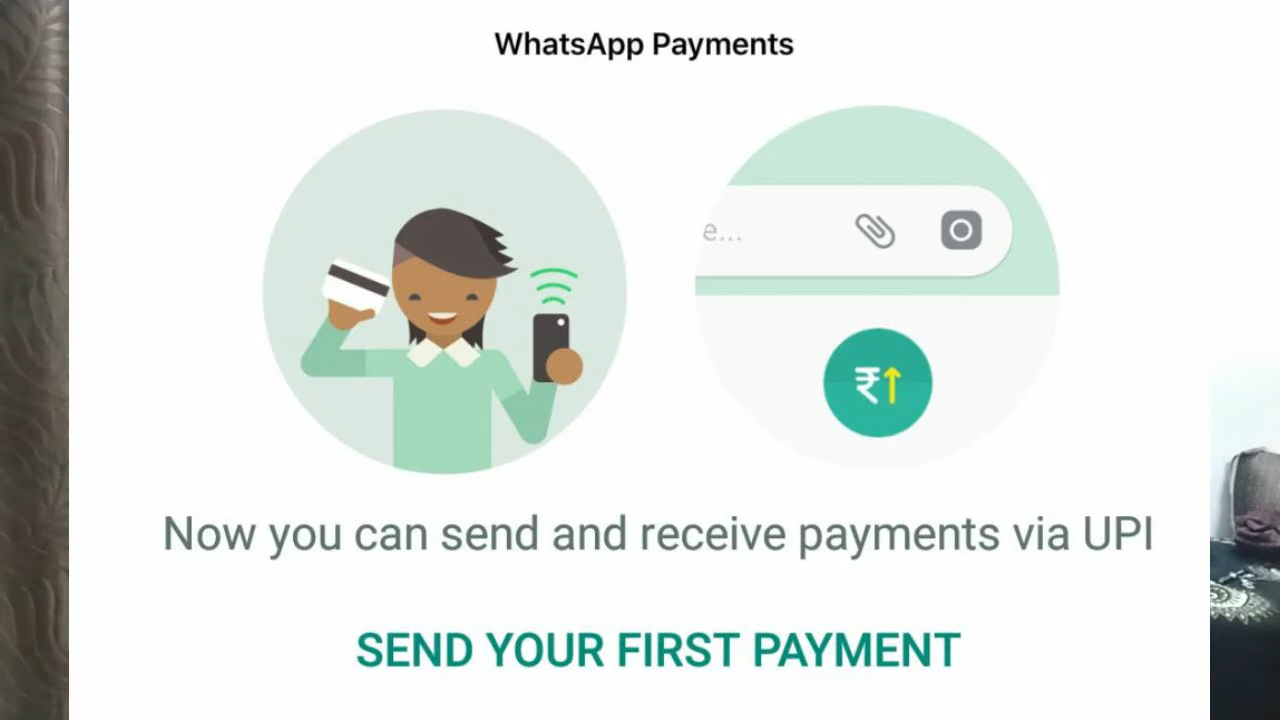 WhatsApp Payments
e...
₹↑
Now you can send and receive payments via UPI
SEND YOUR FIRST PAYMENT